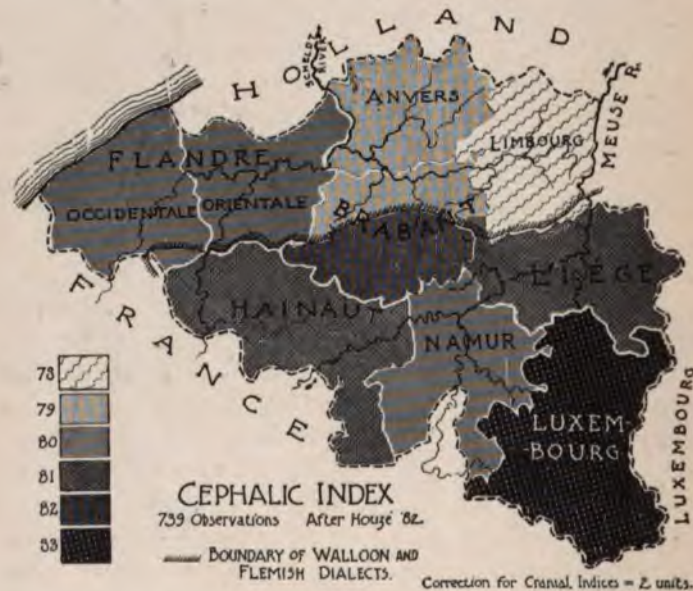 HOLLAND
SCHELDT
RIVER
ANVERS
LIMBOURG
MEUSE R.
FLANDRE
OCCIDENTALE
ORIENTALE
BRABANT
LIÉGE
FRANCE
HAINAUT
NAMUR
LUXEM-
-BOURG
LUXEMBOURG
78
79
80
81
82
83
CEPHALIC INDEX
739 Observations After Houzé '82
BOUNDARY OF WALLOON AND
FLEMISH DIALECTS.
Correction for Cranial Indices = 2 units.